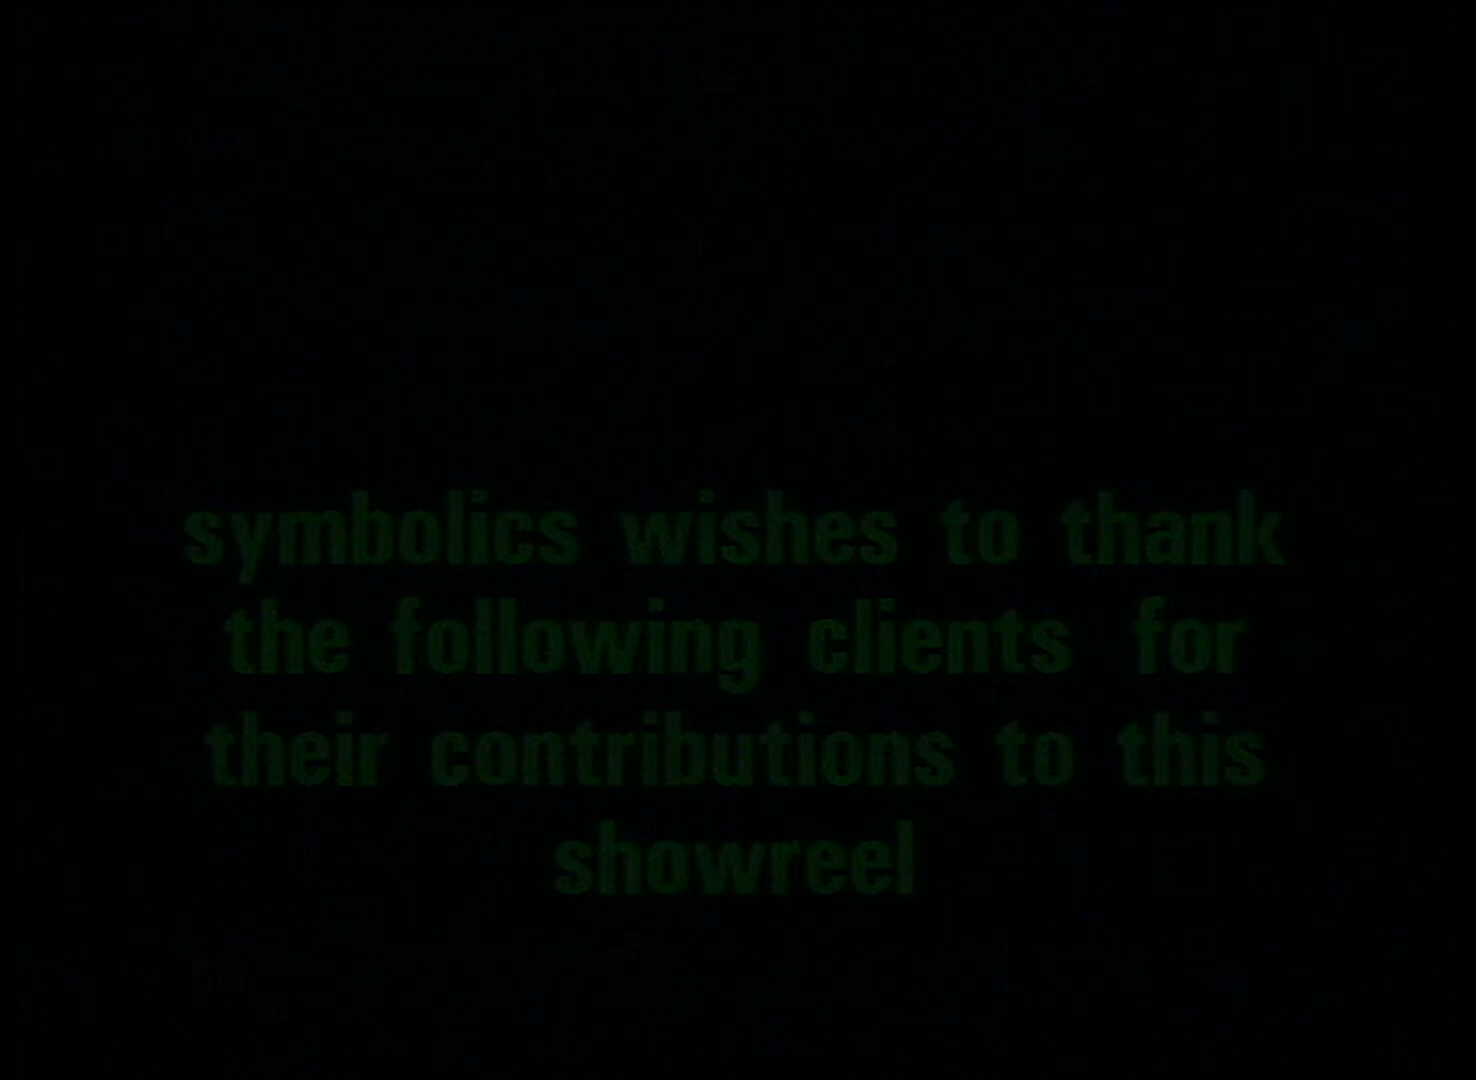 symbolics wishes to thank
the following clients for
their contributions to this
showreel